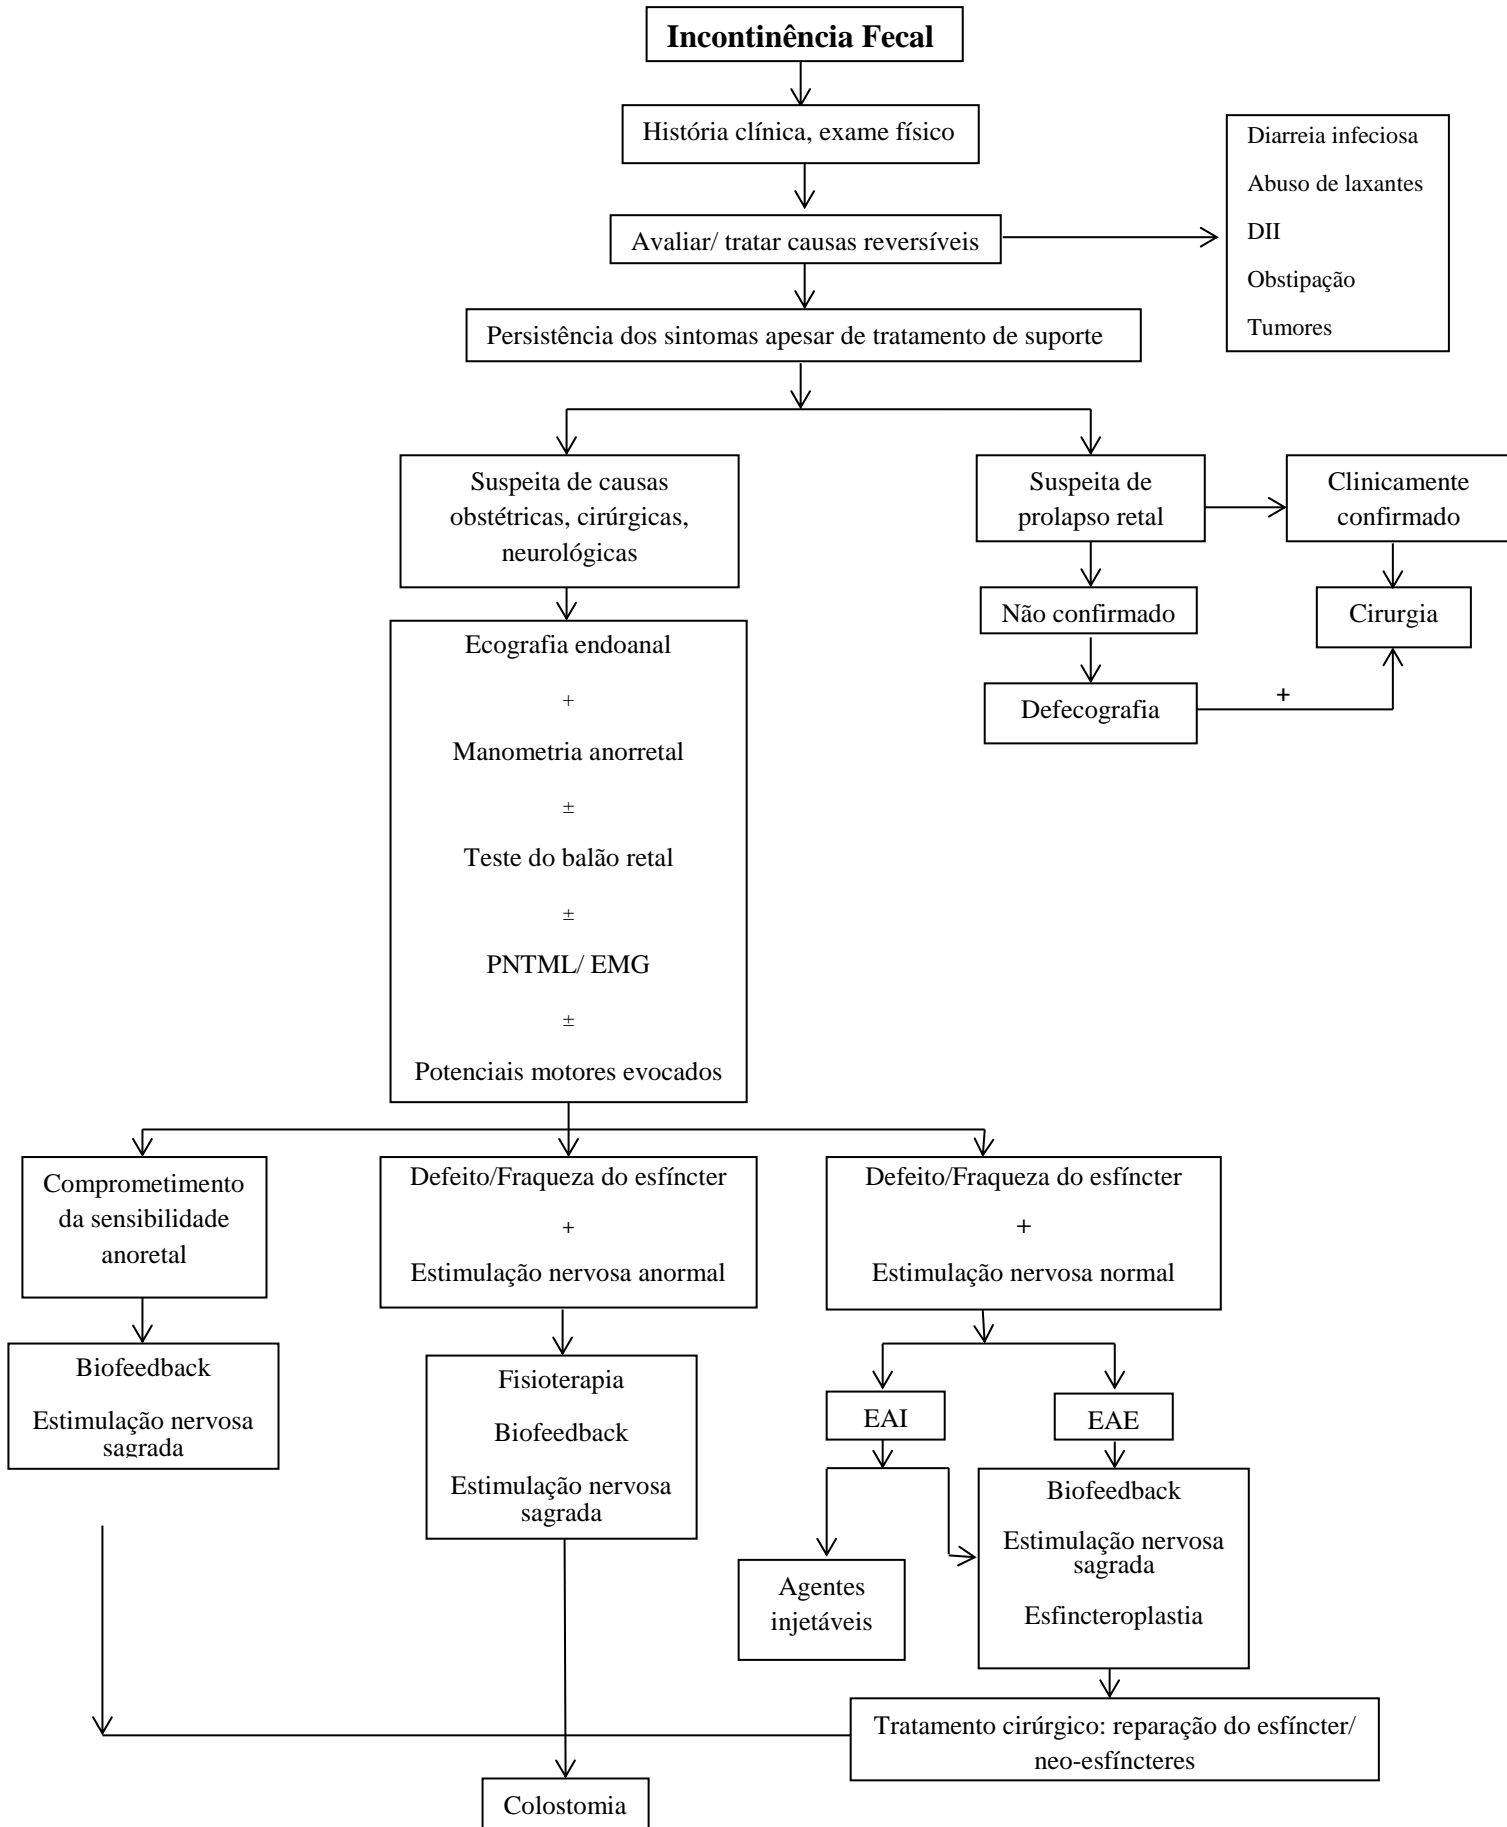 Incontinência Fecal
História clínica, exame físico
Diarreia infeciosa
Abuso de laxantes
DII
Obstipação
Tumores
Avaliar/ tratar causas reversíveis
Persistência dos sintomas apesar de tratamento de suporte
Suspeita de causas
obstétricas, cirúrgicas,
neurológicas
Suspeita de
prolapso retal
Clinicamente
confirmado
Não confirmado
Cirurgia
Defecografia
+
Ecografia endoanal
+
Manometria anorretal
±
Teste do balão retal
±
PNTML/ EMG
±
Potenciais motores evocados
Comprometimento
da sensibilidade
anoretal
Defeito/Fraqueza do esfíncter
+
Estimulação nervosa anormal
Defeito/Fraqueza do esfíncter
+
Estimulação nervosa normal
Biofeedback
Estimulação nervosa
sagrada
Fisioterapia
Biofeedback
Estimulação nervosa
sagrada
EAI
EAE
Agentes
injetáveis
Biofeedback
Estimulação nervosa
sagrada
Esfincteroplastia
Tratamento cirúrgico: reparação do esfíncter/
neo-esfíncteres
Colostomia